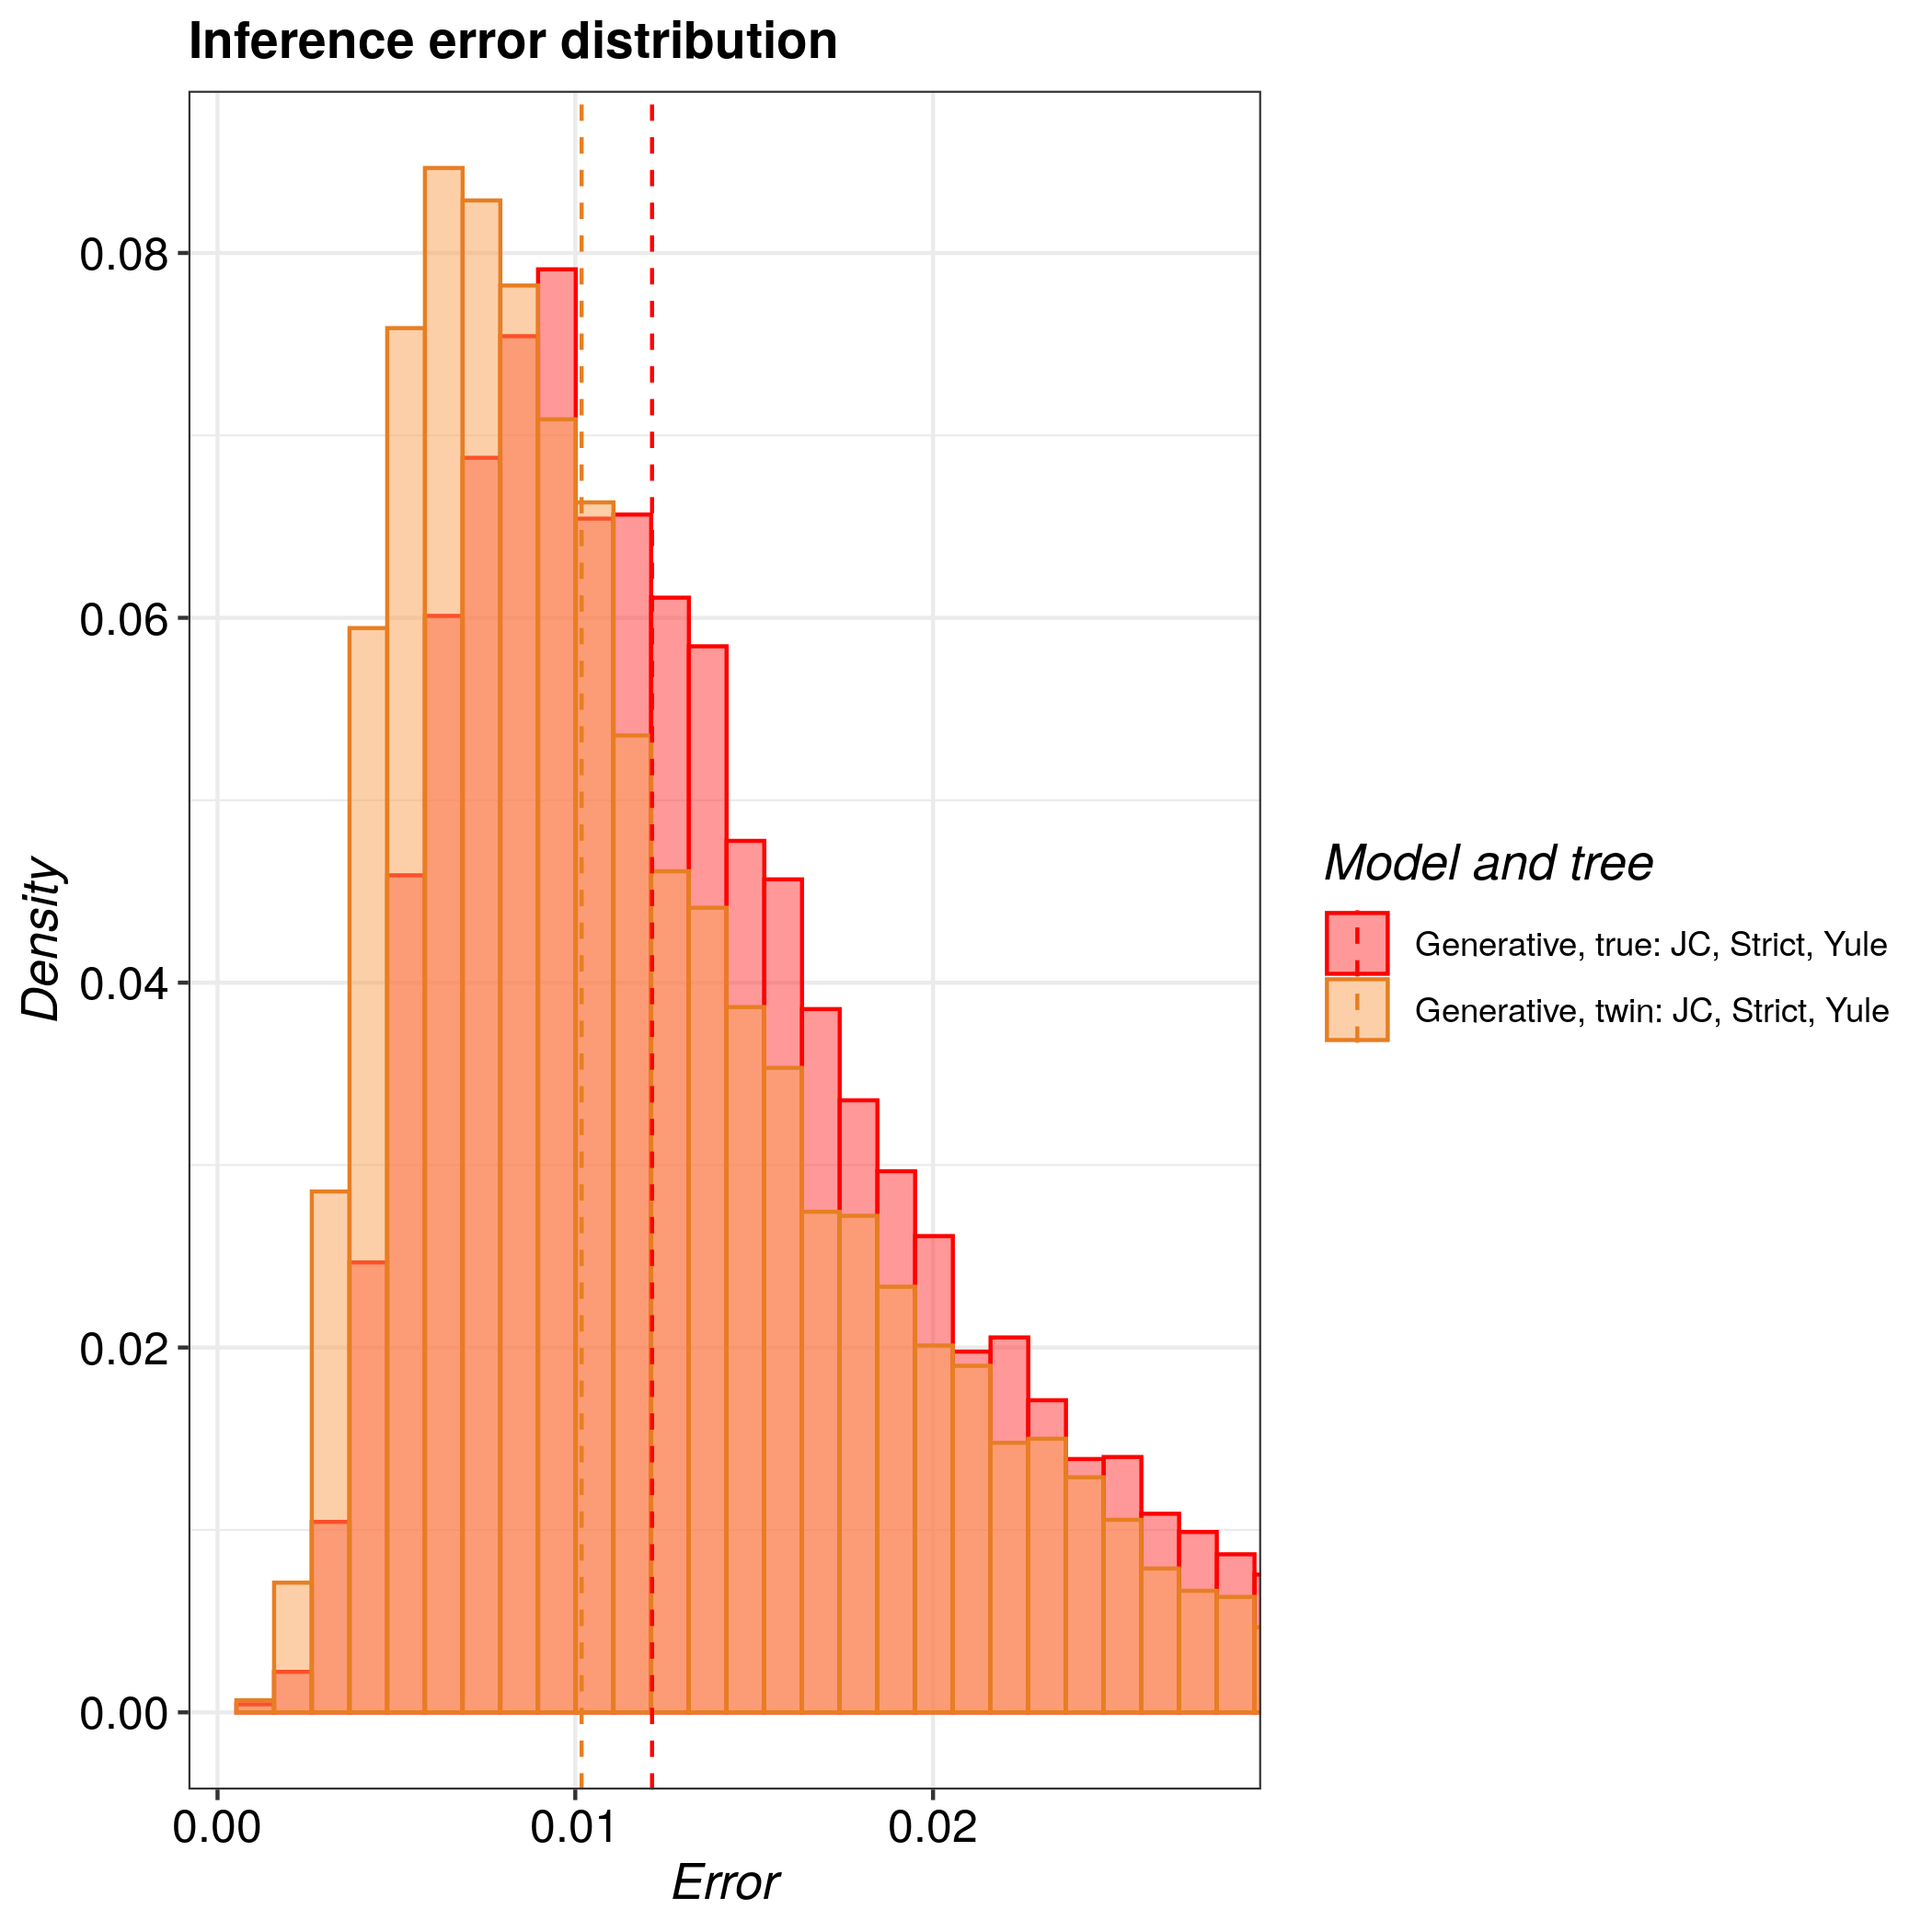 Inference error distribution
Density
0.08
0.06
0.04
0.02
0.00
0.00 0.01 0.02
Error
Model and tree
Generative, true: JC, Strict, Yule
Generative, twin: JC, Strict, Yule